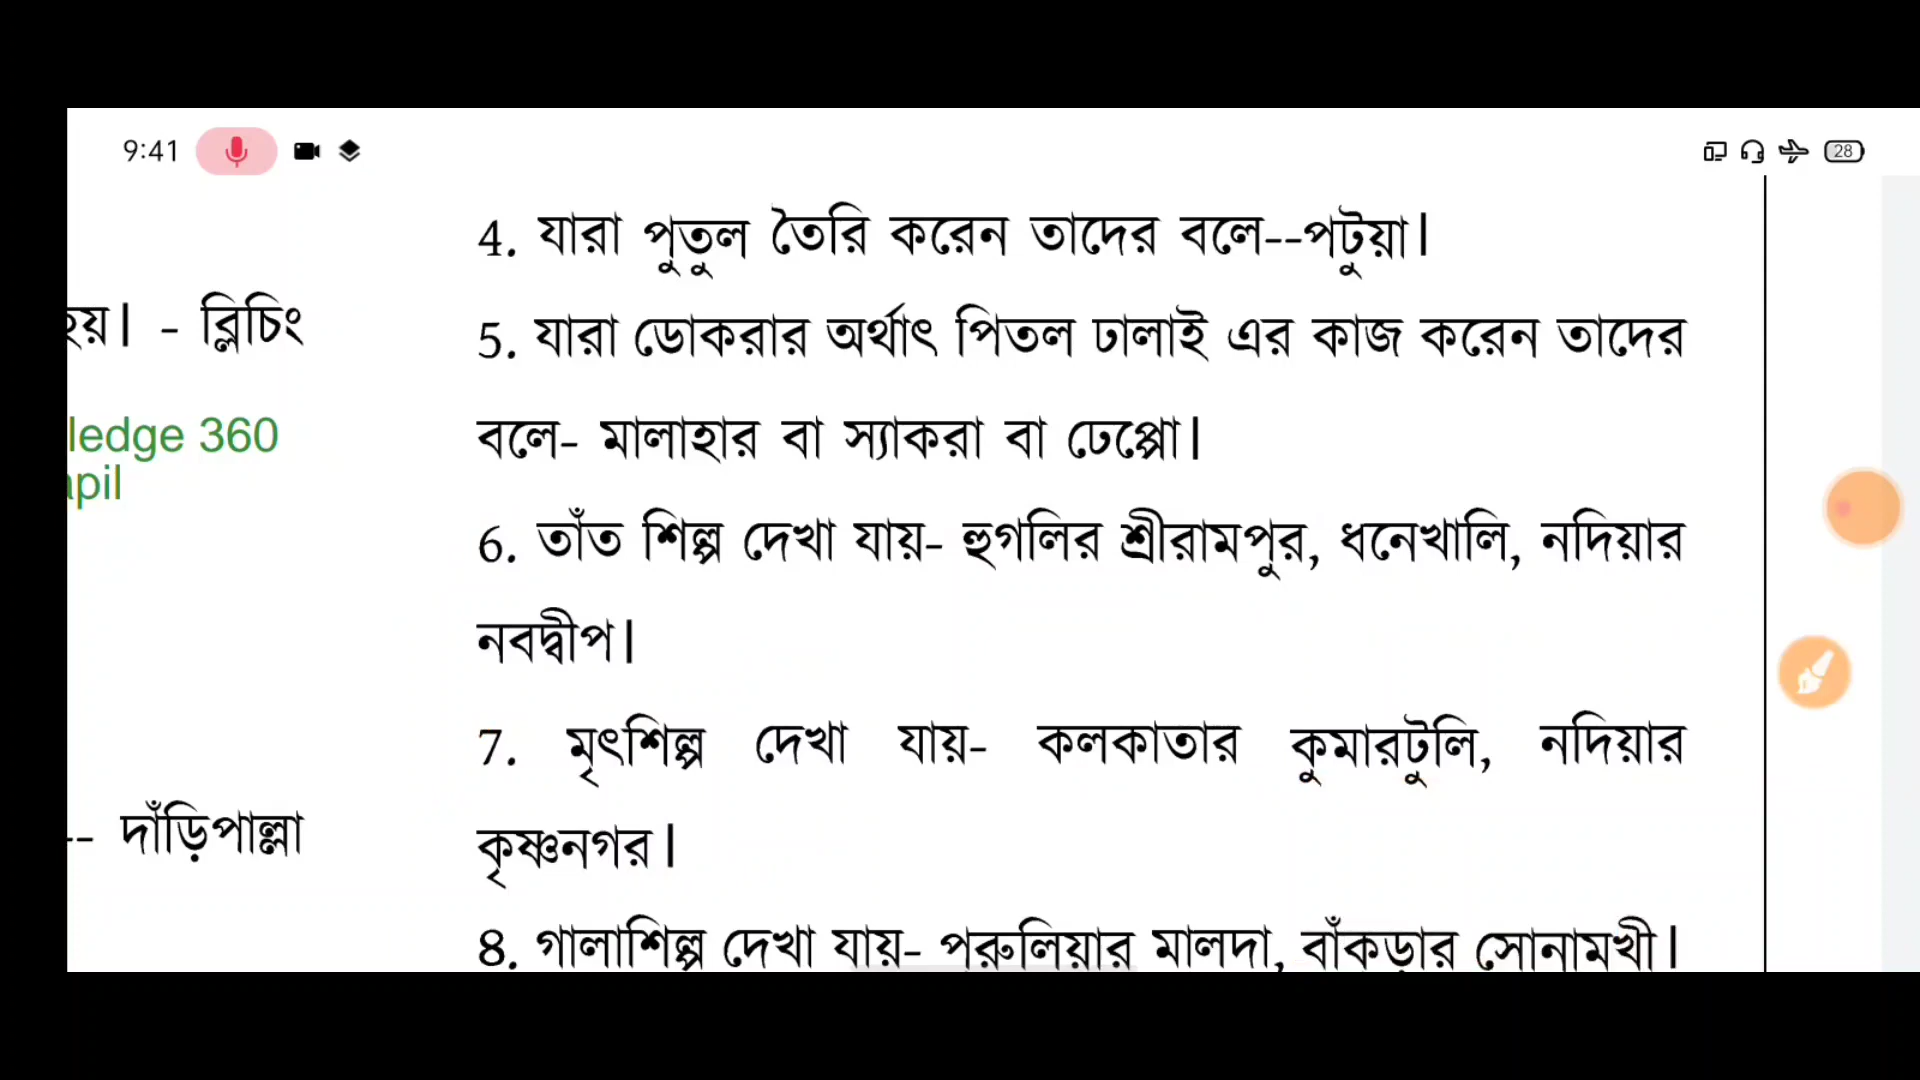 9:41
28
হয়। - ব্লিচিং
ledge 360
pil
-- দাঁড়িপাল্লা
4. যারা পুতুল তৈরি করেন তাদের বলে--পটুয়া।
5. যারা ডোকরার অর্থাৎ পিতল ঢালাই এর কাজ করেন তাদের
বলে- মালাহার বা স্যাকরা বা ঢেপ্পো।
6. তাঁত শিল্প দেখা যায়- হুগলির শ্রীরামপুর, ধনেখালি, নদিয়ার
নবদ্বীপ।
7. মৃৎশিল্প দেখা যায়- কলকাতার কুমারটুলি, নদিয়ার
কৃষ্ণনগর।
8. গালাশিল্প দেখা যায়- পুরুলিয়ার মালদা, বাঁকুড়ার সোনামুখী।